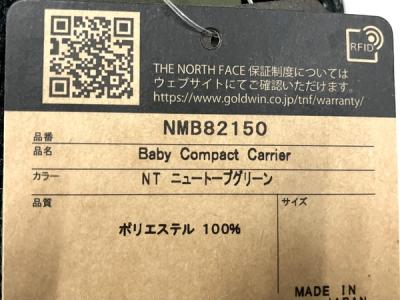 RFID
THE NORTH FACE 保証制度については
ウェブサイトにてご確認いただけます。
https://www.goldwin.co.jp/tnf/warranty/
品番 NMB82150
品名 Baby Compact Carrier
カラー NT ニュートープグリーン
品質 サイズ
ポリエステル 100%
MADE IN
JAPAN